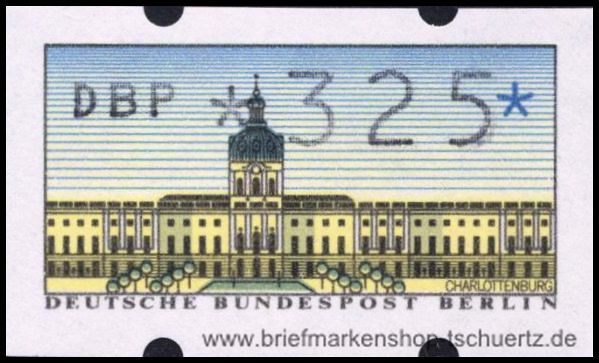 DBP *325*
CHARLOTTENBURG
DEUTSCHE BUNDESPOST BERLIN
www.briefmarkenshop-tschuertz.de